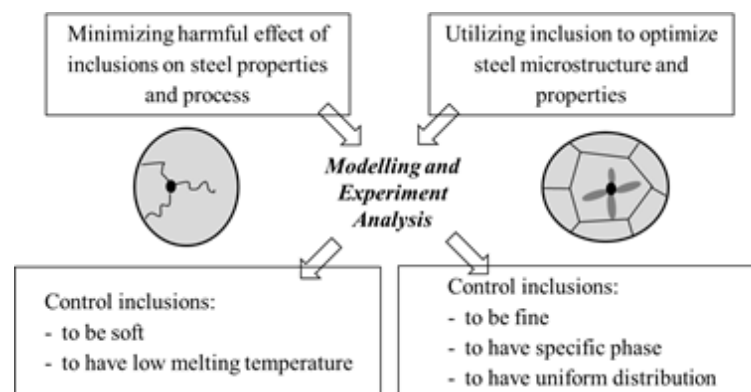 Minimizing harmful effect of
inclusions on steel properties
and process
Utilizing inclusion to optimize
steel microstructure and
properties
Modelling and
Experiment
Analysis
Control inclusions:
- to be soft
- to have low melting temperature
Control inclusions:
- to be fine
- to have specific phase
- to have uniform distribution